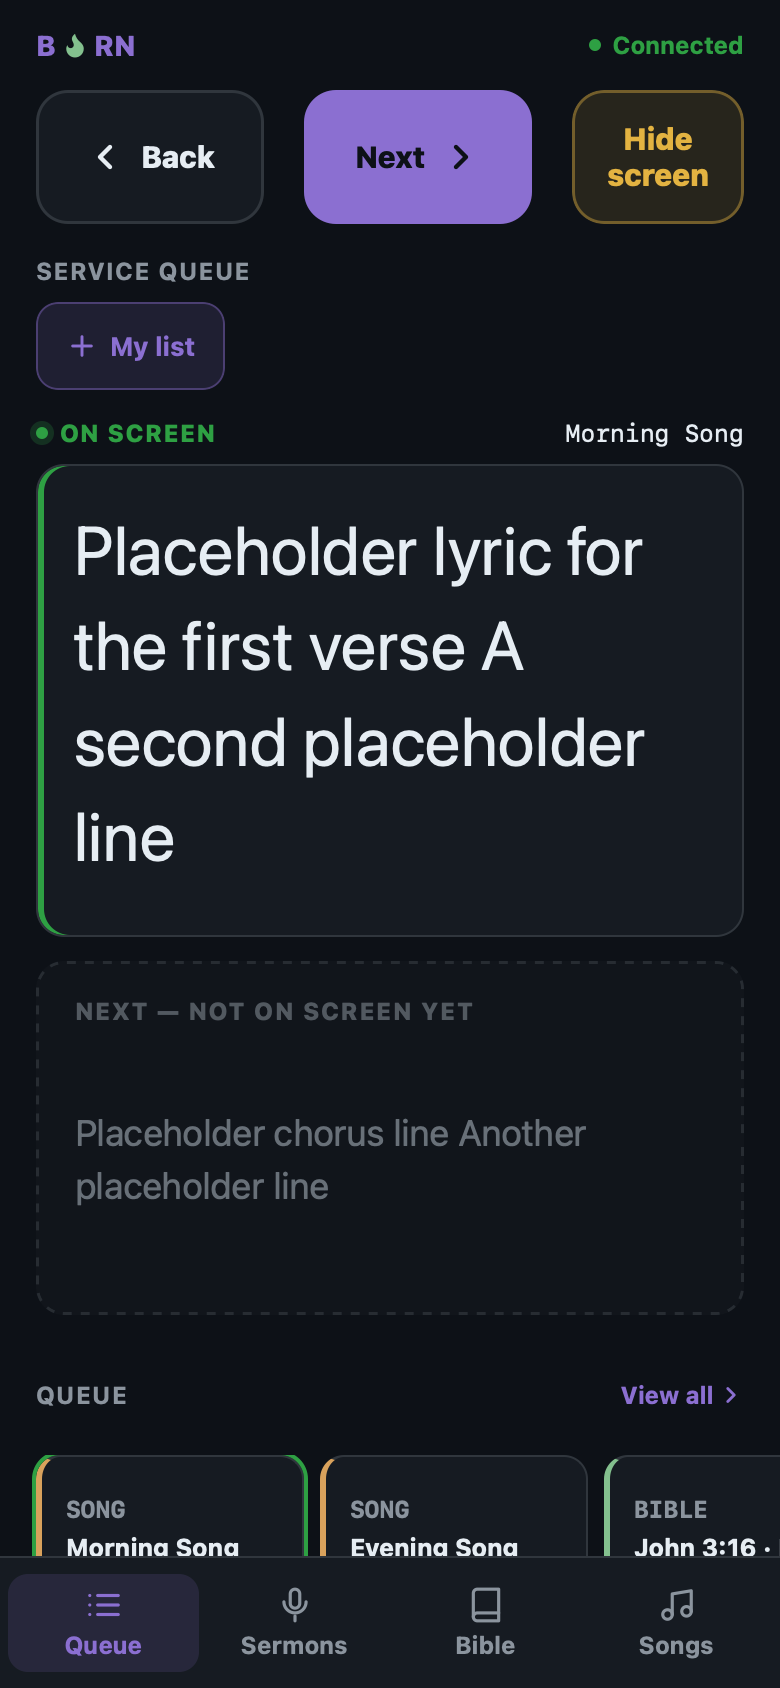 B RN
Connected
Back
Next
Hide
screen
SERVICE QUEUE
My list
ON SCREEN
Morning Song
Placeholder lyric for
the first verse A
second placeholder
line
NEXT — NOT ON SCREEN YET
Placeholder chorus line Another
placeholder line
QUEUE
View all
SONG
Morning Song
SONG
Evening Song
BIBLE
John 3:16 ·
Queue
Sermons
Bible
Songs